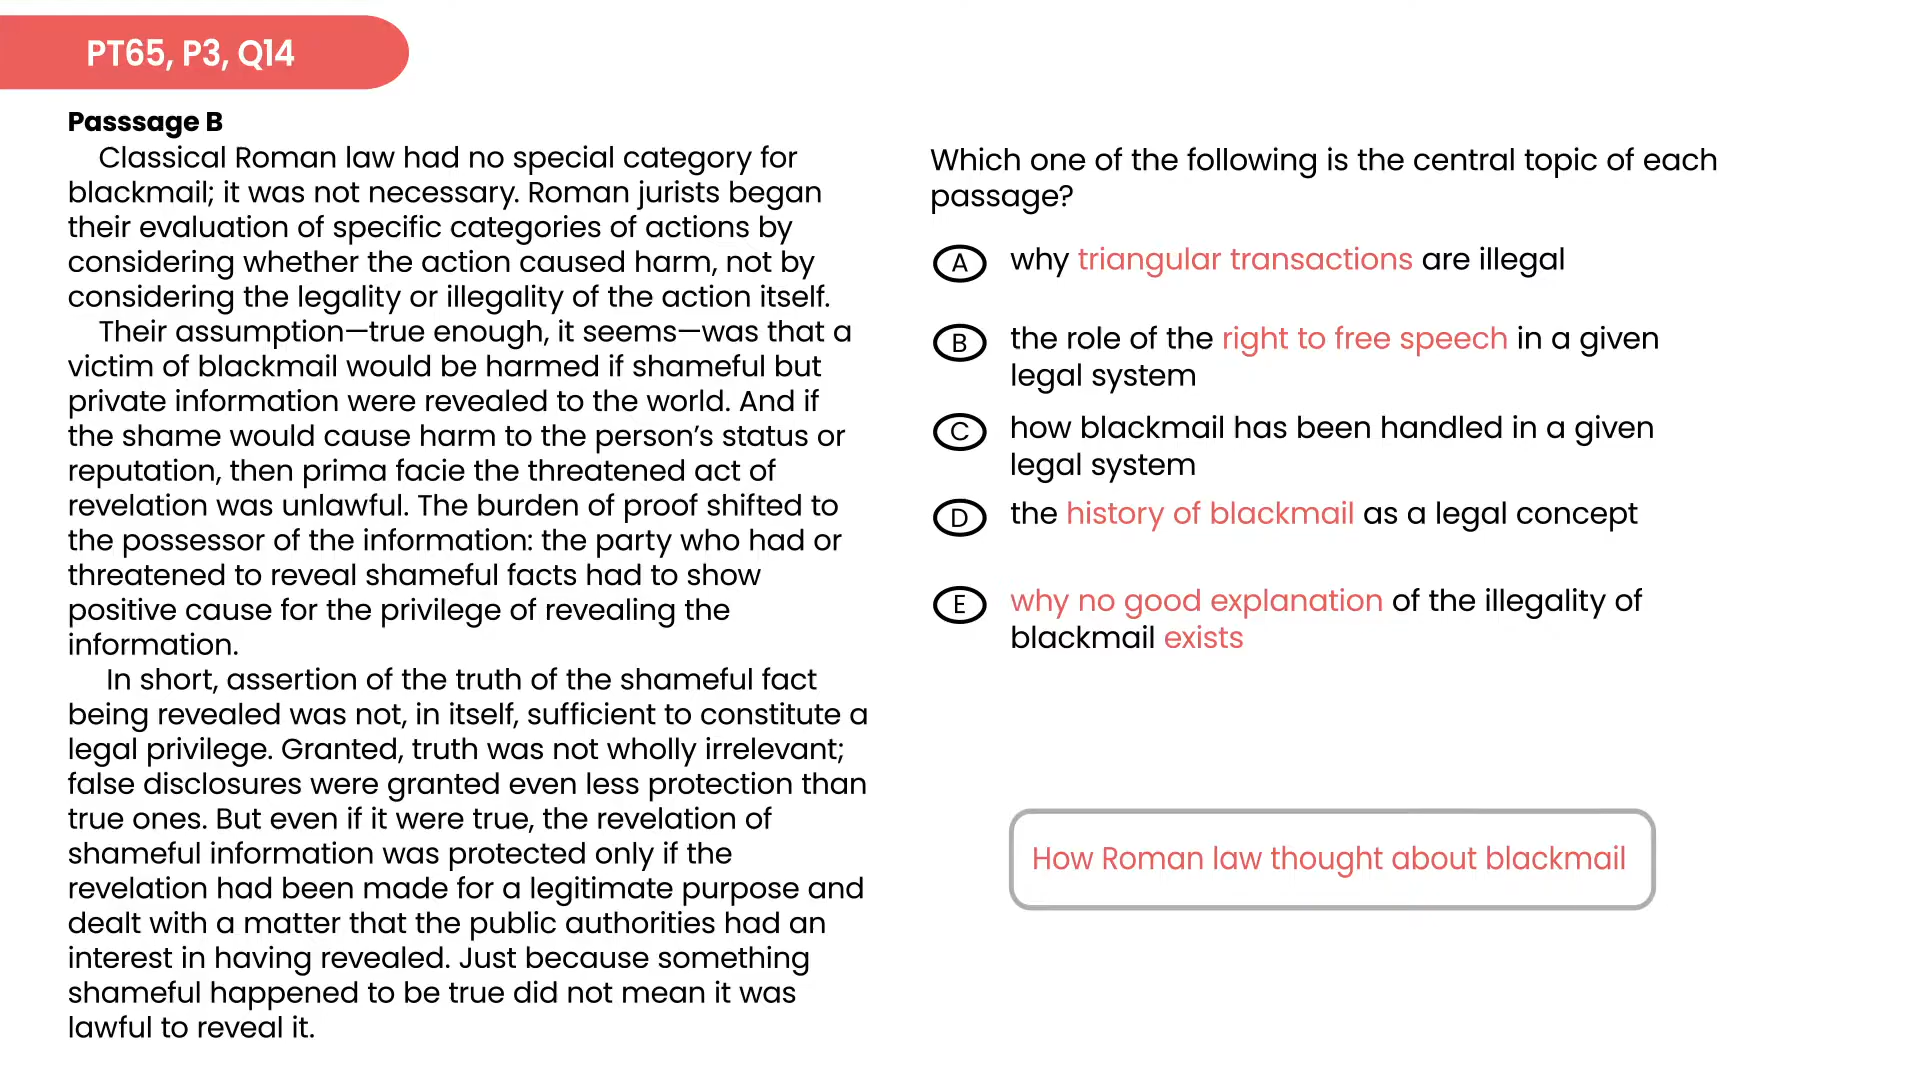 PT65, P3, Q14
Passsage B
Classical Roman law had no special category for
blackmail; it was not necessary. Roman jurists began
their evaluation of specific categories of actions by
considering whether the action caused harm, not by
considering the legality or illegality of the action itself.
Their assumption—true enough, it seems—was that a
victim of blackmail would be harmed if shameful but
private information were revealed to the world. And if
the shame would cause harm to the person's status or
reputation, then prima facie the threatened act of
revelation was unlawful. The burden of proof shifted to
the possessor of the information: the party who had or
threatened to reveal shameful facts had to show
positive cause for the privilege of revealing the
information.
In short, assertion of the truth of the shameful fact
being revealed was not, in itself, sufficient to constitute a
legal privilege. Granted, truth was not wholly irrelevant;
false disclosures were granted even less protection than
true ones. But even if it were true, the revelation of
shameful information was protected only if the
revelation had been made for a legitimate purpose and
dealt with a matter that the public authorities had an
interest in having revealed. Just because something
shameful happened to be true did not mean it was
lawful to reveal it.
Which one of the following is the central topic of each
passage?
A why triangular transactions are illegal
B the role of the right to free speech in a given
legal system
C how blackmail has been handled in a given
legal system
D the history of blackmail as a legal concept
E why no good explanation of the illegality of
blackmail exists
How Roman law thought about blackmail